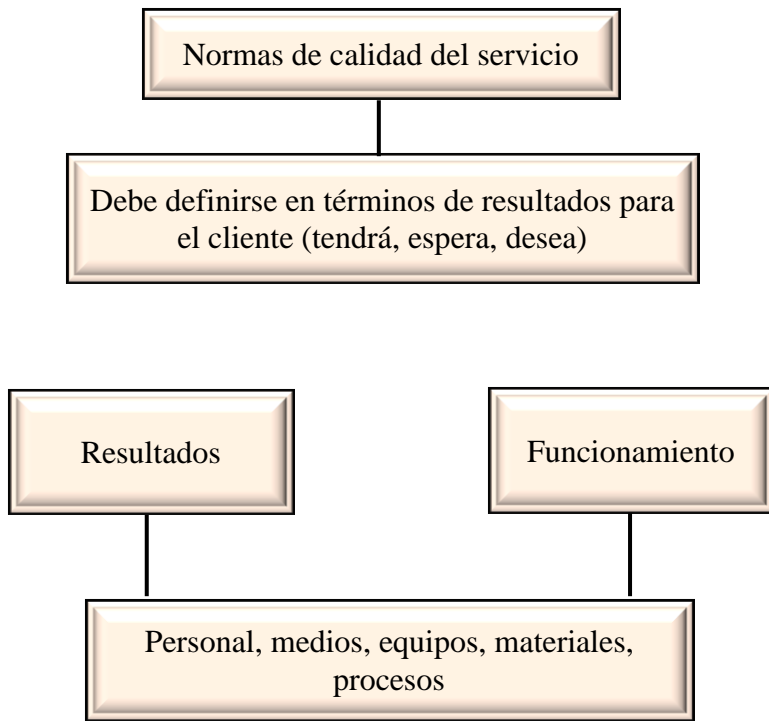 Normas de calidad del servicio
Debe definirse en términos de resultados para
el cliente (tendrá, espera, desea)
Resultados
Funcionamiento
Personal, medios, equipos, materiales,
procesos